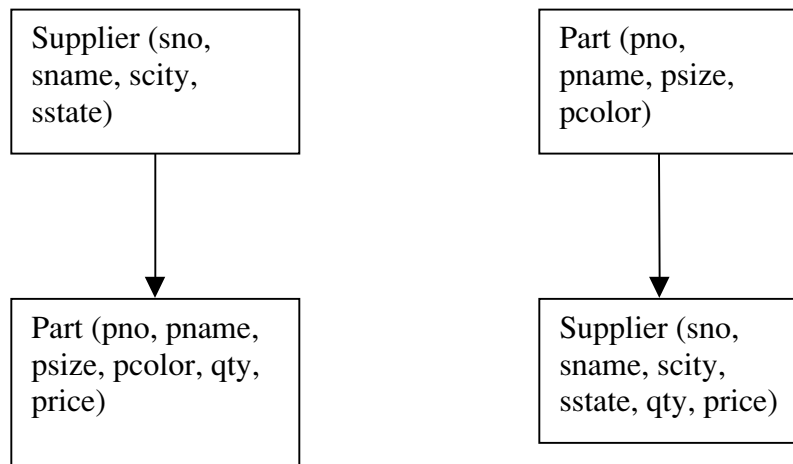 Supplier (sno,
sname, scity,
sstate)
Part (pno,
pname, psize,
pcolor)
Part (pno, pname,
psize, pcolor, qty,
price)
Supplier (sno,
sname, scity,
sstate, qty, price)